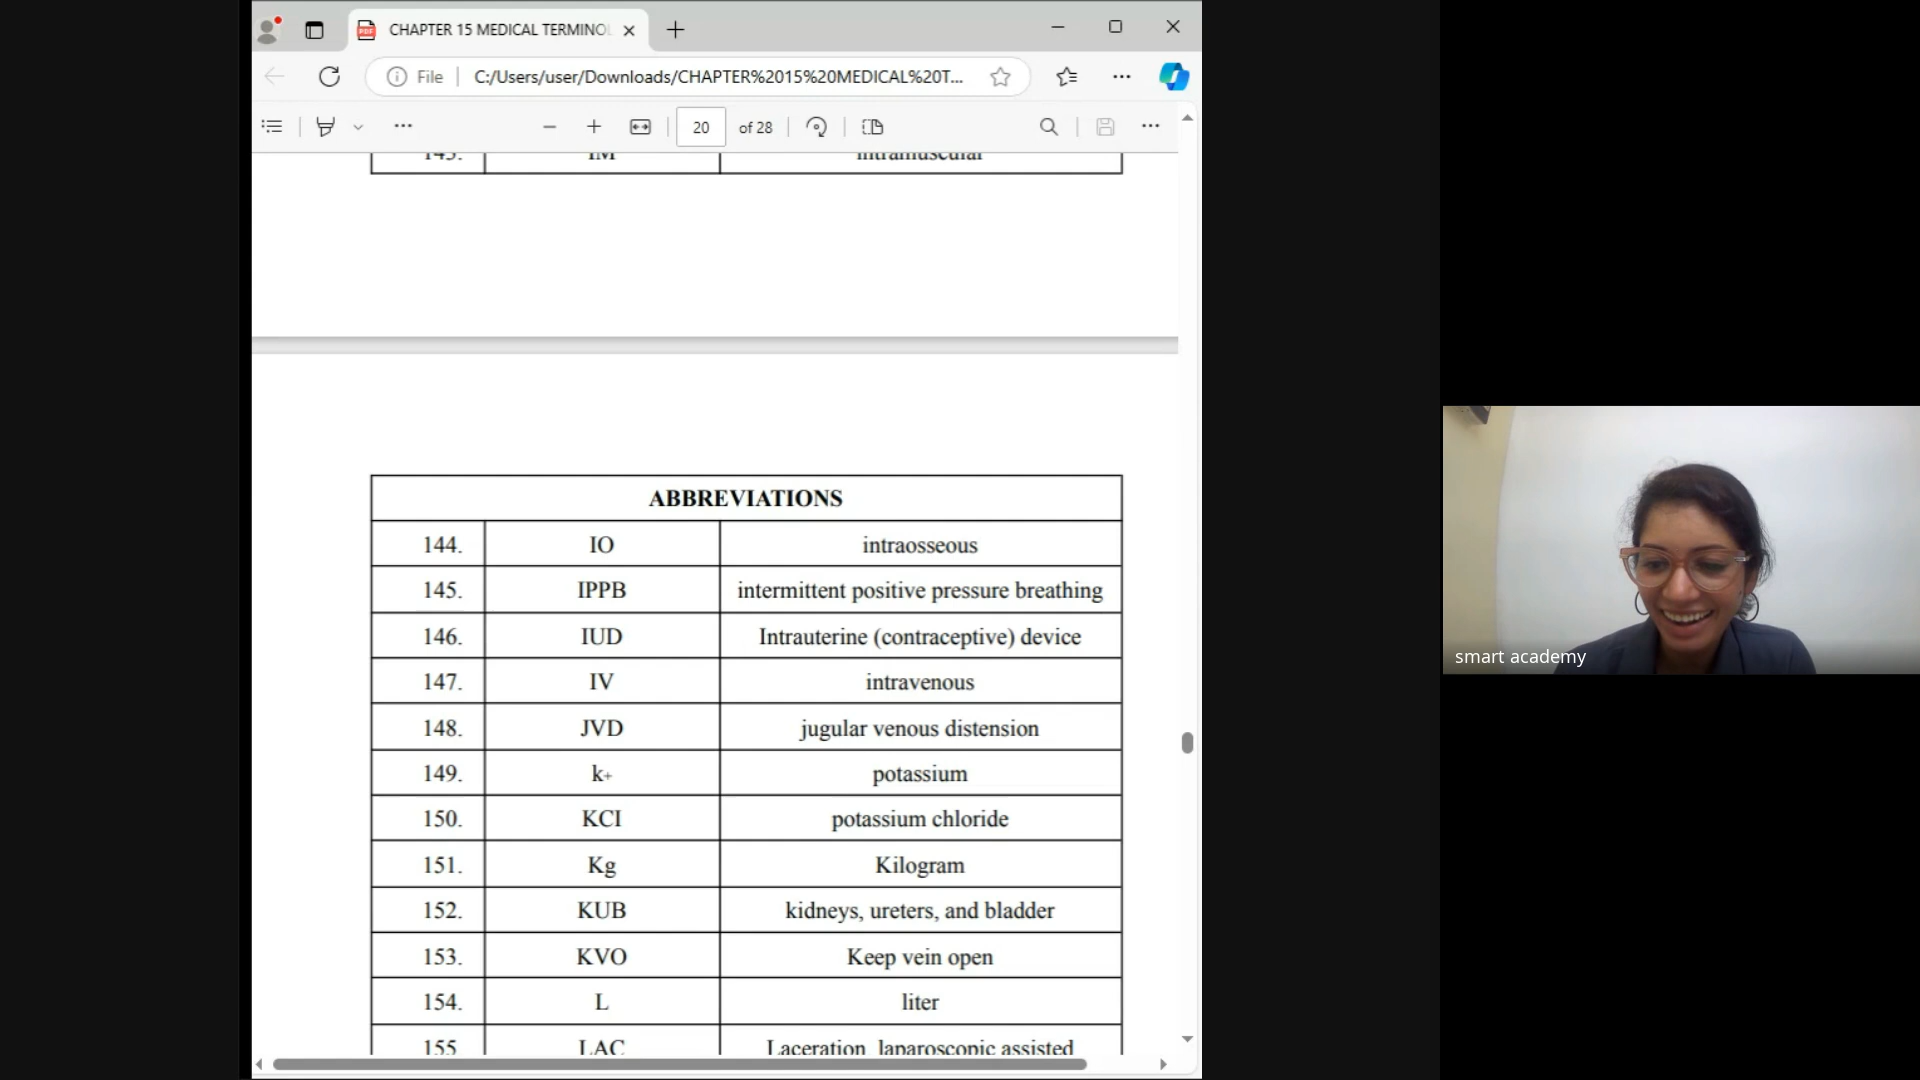 CHAPTER 15 MEDICAL TERMINOL
File C:/Users/user/Downloads/CHAPTER%2015%20MEDICAL%20T...
20 of 28
143. IM intramuscular
ABBREVIATIONS
144. IO intraosseous
145. IPPB intermittent positive pressure breathing
146. IUD Intrauterine (contraceptive) device
147. IV intravenous
148. JVD jugular venous distension
149. k+ potassium
150. KCI potassium chloride
151. Kg Kilogram
152. KUB kidneys, ureters, and bladder
153. KVO Keep vein open
154. L liter
155 LAC Laceration laparoscopic assisted
smart academy